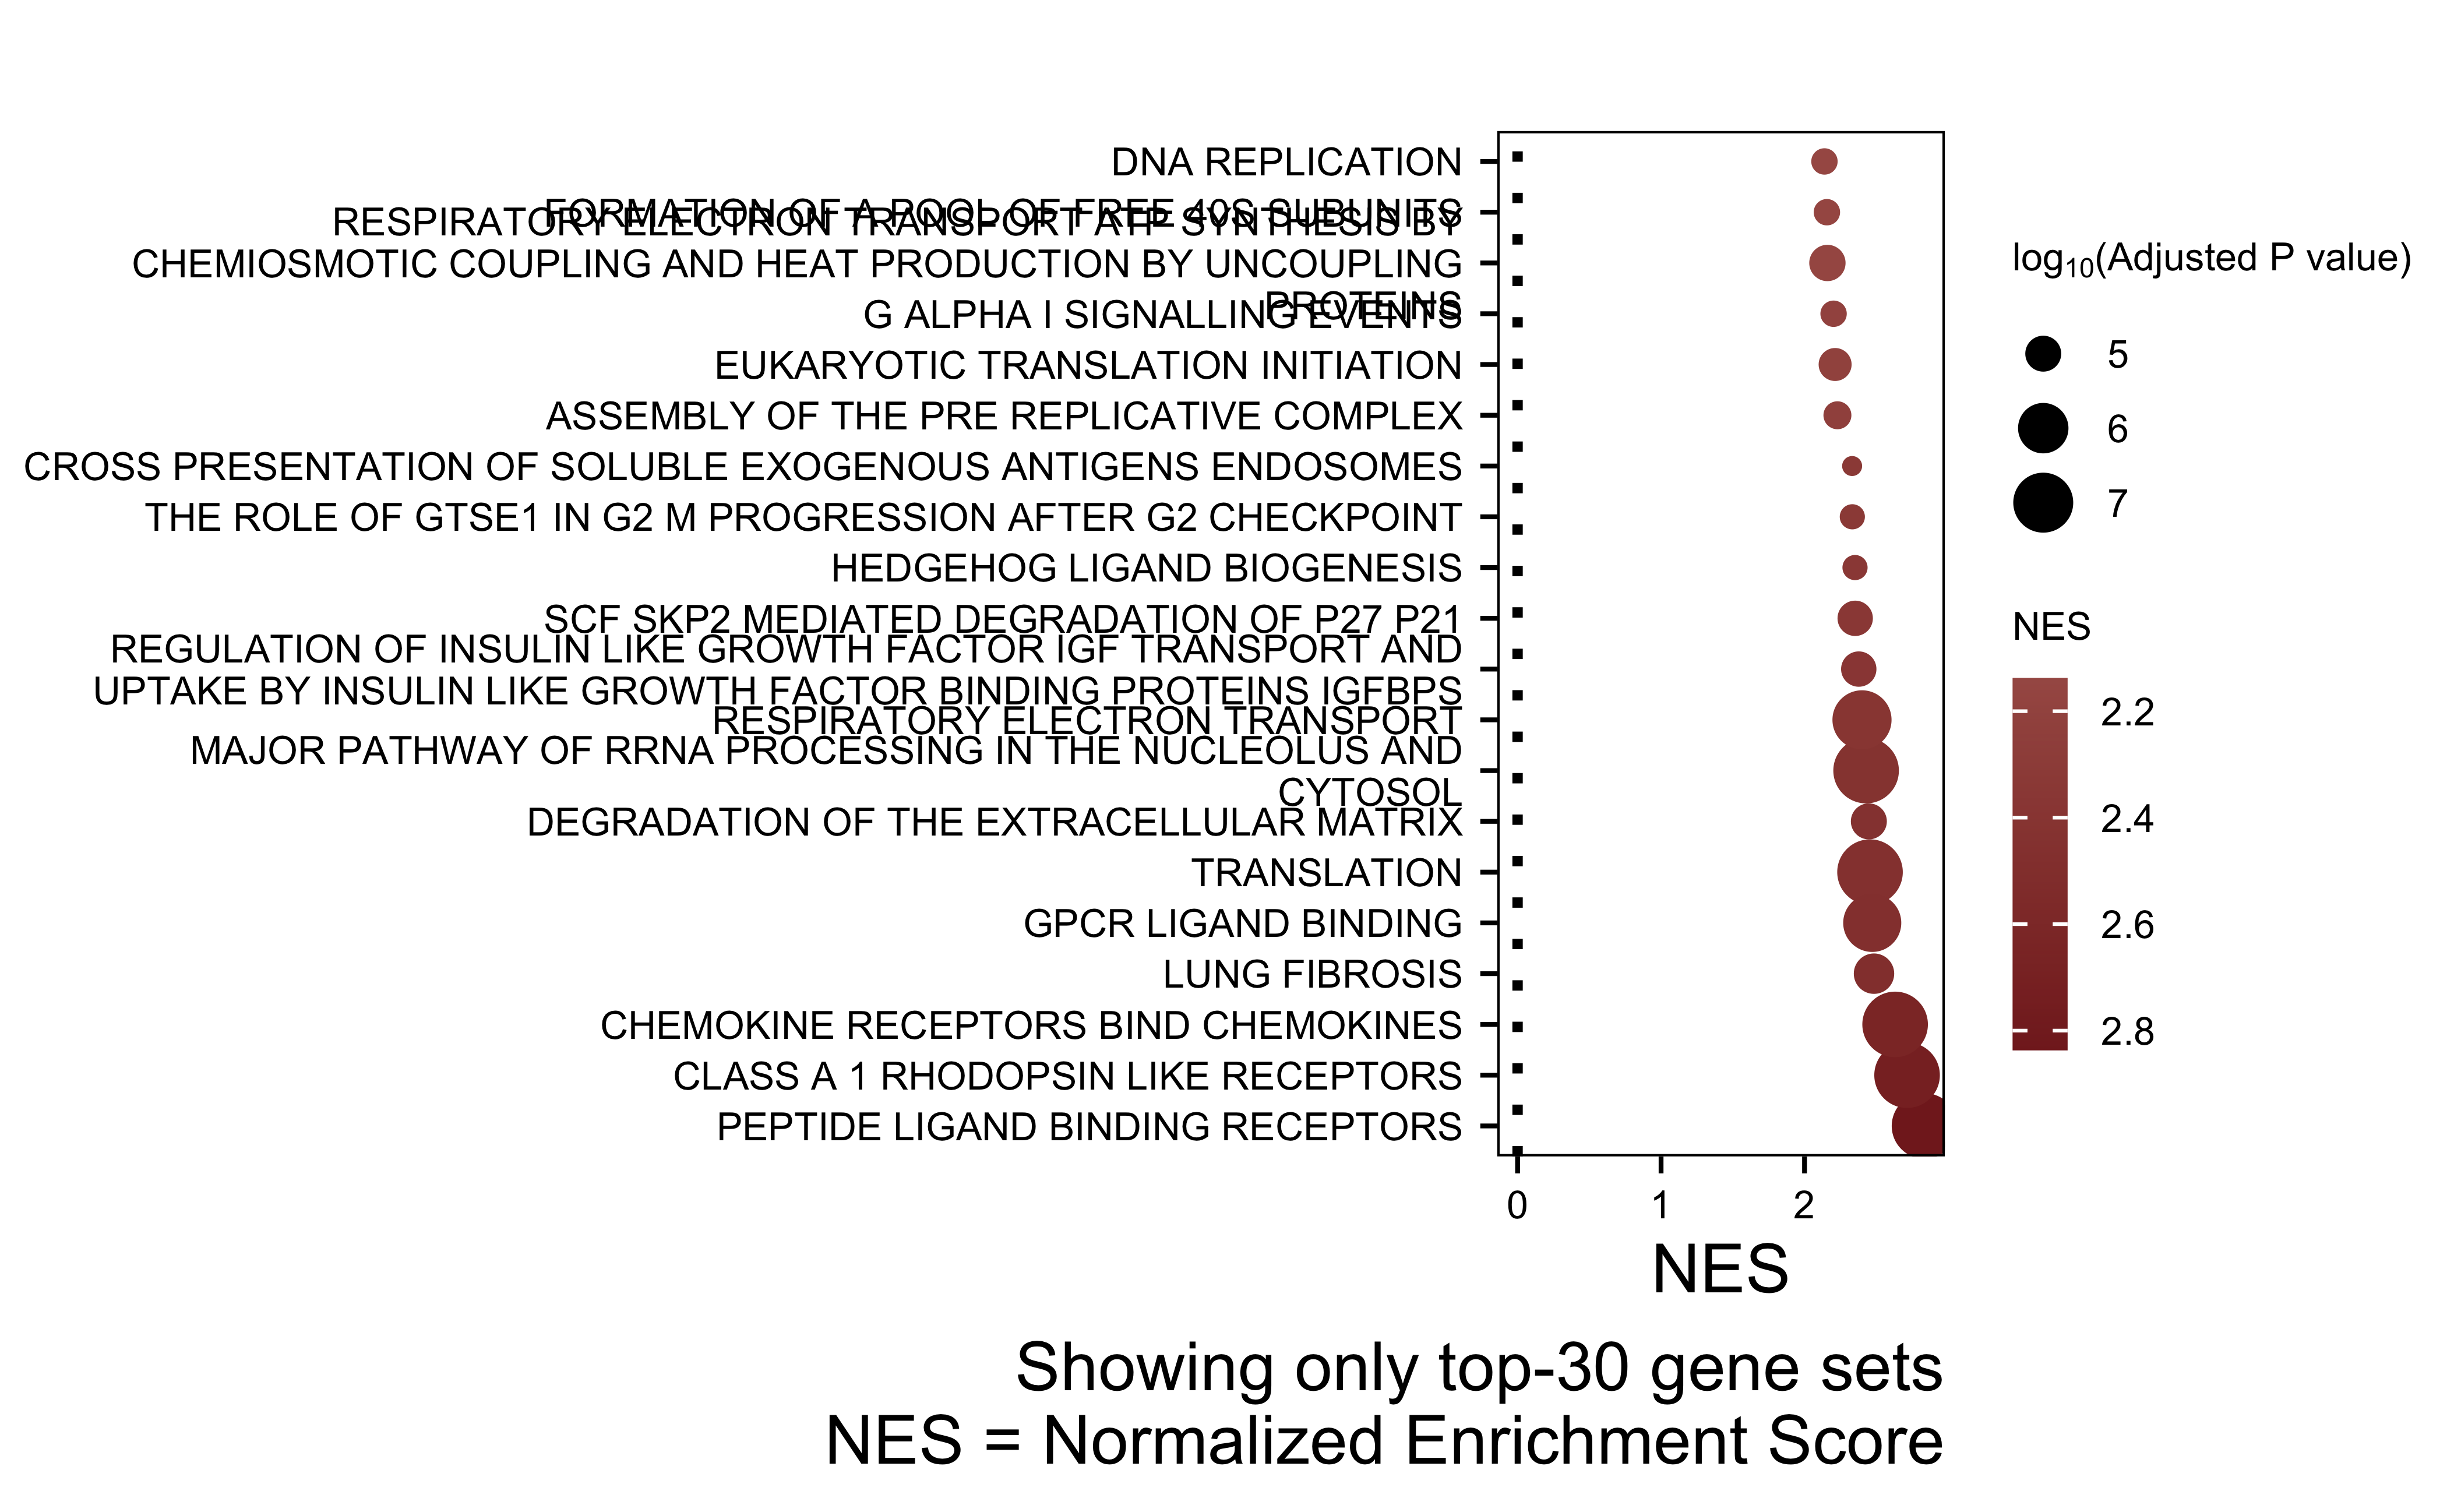 DNA REPLICATION
FORMATION OF A POOL OF FREE 40S SUBUNITS
RESPIRATORY ELECTRON TRANSPORT ATP SYNTHESIS BY
CHEMIOSMOTIC COUPLING AND HEAT PRODUCTION BY UNCOUPLING
PROTEINS
G ALPHA I SIGNALLING EVENTS
EUKARYOTIC TRANSLATION INITIATION
ASSEMBLY OF THE PRE REPLICATIVE COMPLEX
CROSS PRESENTATION OF SOLUBLE EXOGENOUS ANTIGENS ENDOSOMES
THE ROLE OF GTSE1 IN G2 M PROGRESSION AFTER G2 CHECKPOINT
HEDGEHOG LIGAND BIOGENESIS
SCF SKP2 MEDIATED DEGRADATION OF P27 P21
REGULATION OF INSULIN LIKE GROWTH FACTOR IGF TRANSPORT AND
UPTAKE BY INSULIN LIKE GROWTH FACTOR BINDING PROTEINS IGFBPS
RESPIRATORY ELECTRON TRANSPORT
MAJOR PATHWAY OF RRNA PROCESSING IN THE NUCLEOLUS AND
CYTOSOL
DEGRADATION OF THE EXTRACELLULAR MATRIX
TRANSLATION
GPCR LIGAND BINDING
LUNG FIBROSIS
CHEMOKINE RECEPTORS BIND CHEMOKINES
CLASS A 1 RHODOPSIN LIKE RECEPTORS
PEPTIDE LIGAND BINDING RECEPTORS
0 1 2
NES
Showing only top-30 gene sets
NES = Normalized Enrichment Score
log₁₀(Adjusted P value)
5
6
7
NES
2.2
2.4
2.6
2.8